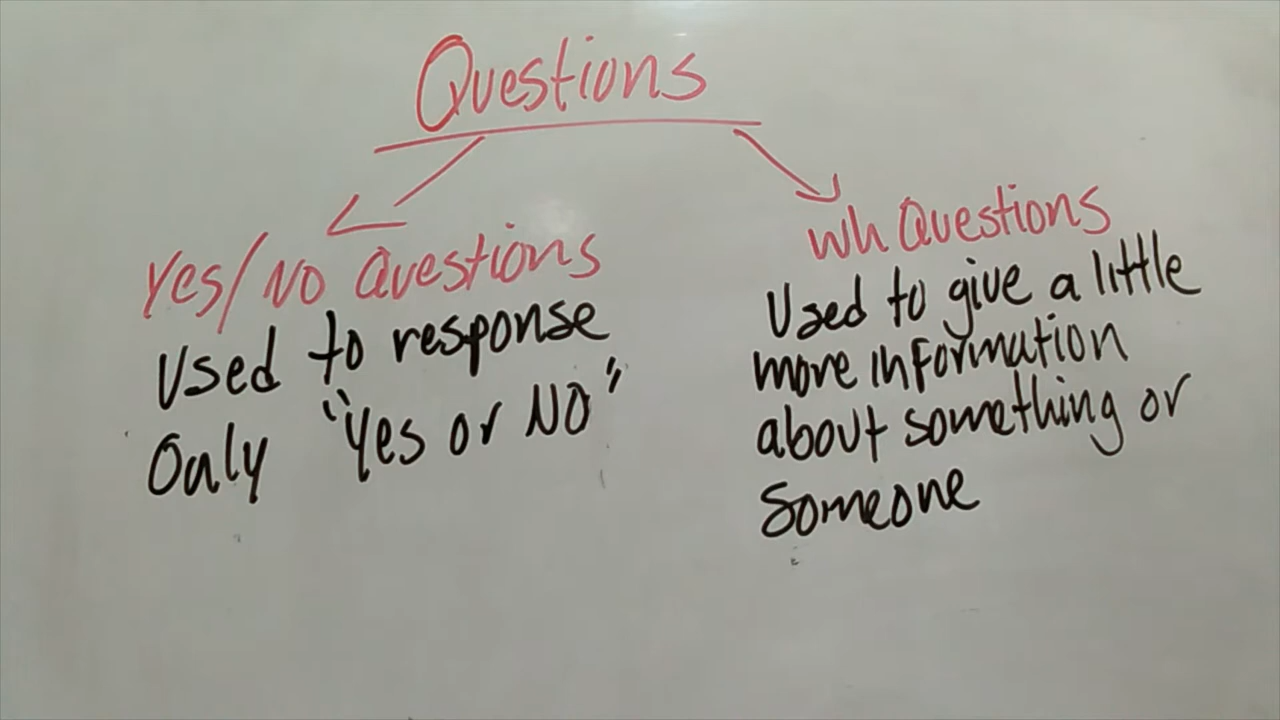 Questions
Yes/No Questions
Used to response
Only "Yes or No"
Wh Questions
Used to give a little
more information
about something or
Someone